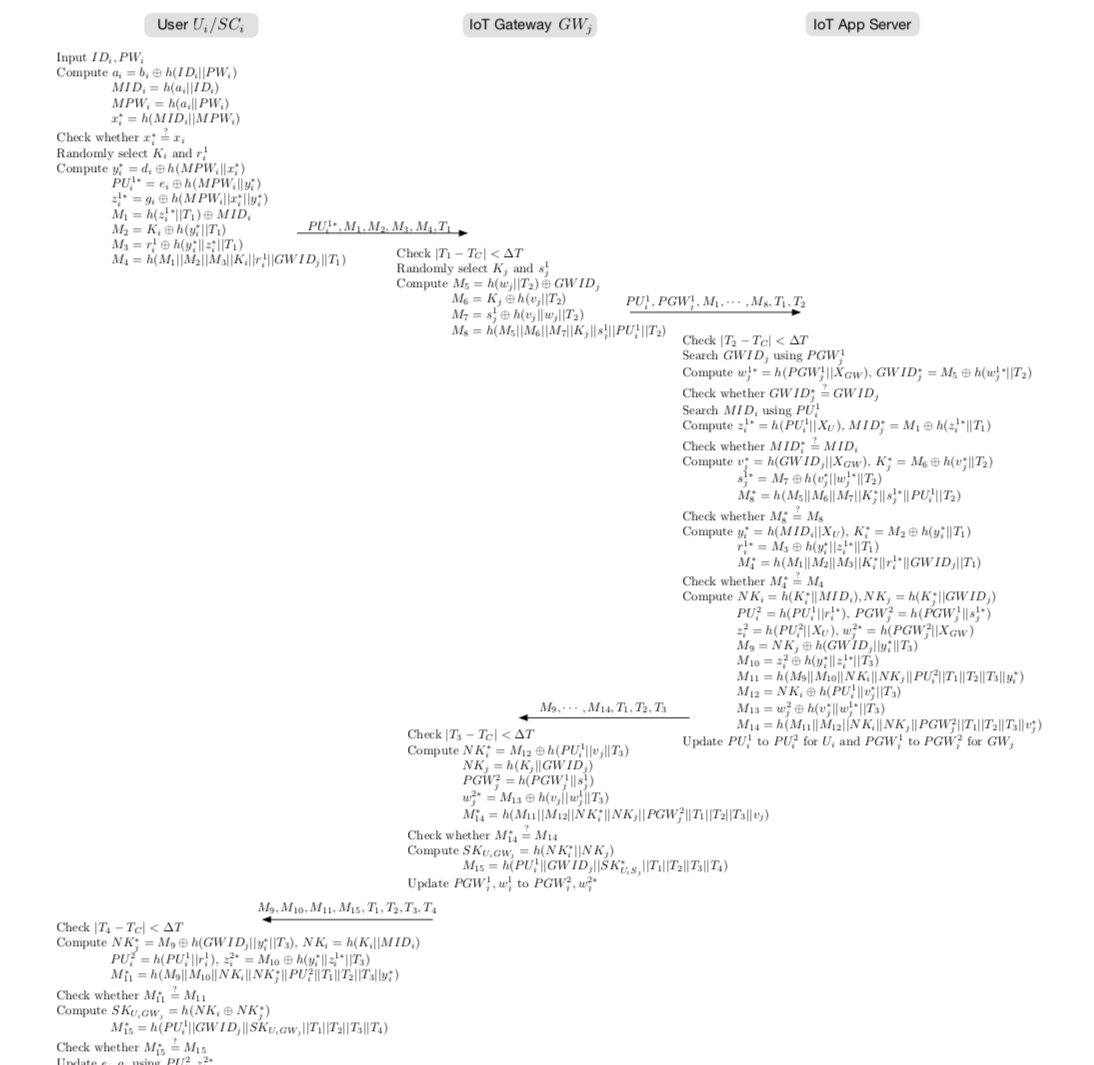 User $U_i/SC_i$
IoT Gateway $GW_j$
IoT App Server
Input $ID_i, PW_i$
Compute $a_i = b_i \oplus h(ID_i||PW_i)$
$MID_i = h(a_i||ID_i)$
$MPW_i = h(a_i||PW_i)$
$x_i^* = h(MID_i||MPW_i)$
Check whether $x_i^* \stackrel{?}{=} x_i$
Randomly select $K_i$ and $r_i^1$
Compute $y_i^* = d_i \oplus h(MPW_i||x_i^*)$
$PU_i^{1*} = e_i \oplus h(MPW_i||y_i^*)$
$z_i^{1*} = g_i \oplus h(MPW_i||x_i^*||y_i^*)$
$M_1 = h(z_i^{1*}||T_1) \oplus MID_i$
$M_2 = K_i \oplus h(y_i^*||T_1)$
$M_3 = r_i^1 \oplus h(y_i^*||z_i^*||T_1)$
$M_4 = h(M_1||M_2||M_3||K_i||r_i^1||GWID_j||T_1)$
$PU_i^{1*}, M_1, M_2, M_3, M_4, T_1$
Check $|T_1 - T_C| < \Delta T$
Randomly select $K_j$ and $s_j^1$
Compute $M_5 = h(w_j||T_2) \oplus GWID_j$
$M_6 = K_j \oplus h(v_j||T_2)$
$M_7 = s_j^1 \oplus h(v_j||w_j||T_2)$
$M_8 = h(M_5||M_6||M_7||K_j||s_j^1||PU_i^1||T_2)$
$PU_i^1, PGW_j^1, M_1, \cdots, M_8, T_1, T_2$
Check $|T_2 - T_C| < \Delta T$
Search $GWID_j$ using $PGW_j^1$
Compute $w_j^{1*} = h(PGW_j^1||X_{GW})$, $GWID_j^* = M_5 \oplus h(w_j^{1*}||T_2)$
Check whether $GWID_j^* \stackrel{?}{=} GWID_j$
Search $MID_i$ using $PU_i^1$
Compute $z_i^{1*} = h(PU_i^1||X_U)$, $MID_j^* = M_1 \oplus h(z_i^{1*}||T_1)$
Check whether $MID_i^* \stackrel{?}{=} MID_i$
Compute $v_j^* = h(GWID_j||X_{GW})$, $K_j^* = M_6 \oplus h(v_j^*||T_2)$
$s_j^{1*} = M_7 \oplus h(v_j^*||w_j^{1*}||T_2)$
$M_8^* = h(M_5||M_6||M_7||K_j^*||s_j^{1*}||PU_i^1||T_2)$
Check whether $M_8^* \stackrel{?}{=} M_8$
Compute $y_i^* = h(MID_i||X_U)$, $K_i^* = M_2 \oplus h(y_i^*||T_1)$
$r_i^{1*} = M_3 \oplus h(y_i^*||z_i^{1*}||T_1)$
$M_4^* = h(M_1||M_2||M_3||K_i^*||r_i^{1*}||GWID_j||T_1)$
Check whether $M_4^* \stackrel{?}{=} M_4$
Compute $NK_i = h(K_i^*||MID_i), NK_j = h(K_j^*||GWID_j)$
$PU_i^2 = h(PU_i^1||r_i^{1*})$, $PGW_j^2 = h(PGW_j^1||s_j^{1*})$
$z_i^2 = h(PU_i^2||X_U)$, $w_j^{2*} = h(PGW_j^2||X_{GW})$
$M_9 = NK_j \oplus h(GWID_j||y_i^*||T_3)$
$M_{10} = z_i^2 \oplus h(y_i^*||z_i^{1*}||T_3)$
$M_{11} = h(M_9||M_{10}||NK_i||NK_j||PU_i^2||T_1||T_2||T_3||y_i^*)$
$M_{12} = NK_i \oplus h(PU_i^1||v_j^*||T_3)$
$M_{13} = w_j^2 \oplus h(v_j^*||w_j^{1*}||T_3)$
$M_{14} = h(M_{11}||M_{12}||NK_i||NK_j||PGW_j^2||T_1||T_2||T_3||v_j^*)$
Update $PU_i^1$ to $PU_i^2$ for $U_i$ and $PGW_j^1$ to $PGW_j^2$ for $GW_j$
$M_9, \cdots, M_{14}, T_1, T_2, T_3$
Check $|T_3 - T_C| < \Delta T$
Compute $NK_i^* = M_{12} \oplus h(PU_i^1||v_j||T_3)$
$NK_j = h(K_j||GWID_j)$
$PGW_j^2 = h(PGW_j^1||s_j^1)$
$w_j^{2*} = M_{13} \oplus h(v_j||w_j^1||T_3)$
$M_{14}^* = h(M_{11}||M_{12}||NK_i^*||NK_j||PGW_j^2||T_1||T_2||T_3||v_j)$
Check whether $M_{14}^* \stackrel{?}{=} M_{14}$
Compute $SK_{U_iGW_j} = h(NK_i^*||NK_j)$
$M_{15} = h(PU_i^1||GWID_j||SK_{U_iS_j}^*||T_1||T_2||T_3||T_4)$
Update $PGW_j^1, w_j^1$ to $PGW_j^2, w_j^{2*}$
$M_9, M_{10}, M_{11}, M_{15}, T_1, T_2, T_3, T_4$
Check $|T_4 - T_C| < \Delta T$
Compute $NK_j^* = M_9 \oplus h(GWID_j||y_i^*||T_3)$, $NK_i = h(K_i||MID_i)$
$PU_i^2 = h(PU_i^1||r_i^1)$, $z_i^{2*} = M_{10} \oplus h(y_i^*||z_i^{1*}||T_3)$
$M_{11}^* = h(M_9||M_{10}||NK_i||NK_j^*||PU_i^2||T_1||T_2||T_3||y_i^*)$
Check whether $M_{11}^* \stackrel{?}{=} M_{11}$
Compute $SK_{U_iGW_j} = h(NK_i \oplus NK_j^*)$
$M_{15}^* = h(PU_i^1||GWID_j||SK_{U_iGW_j}||T_1||T_2||T_3||T_4)$
Check whether $M_{15}^* \stackrel{?}{=} M_{15}$
Update $e_i, g_i$ using $PU_i^2, z_i^{2*}$